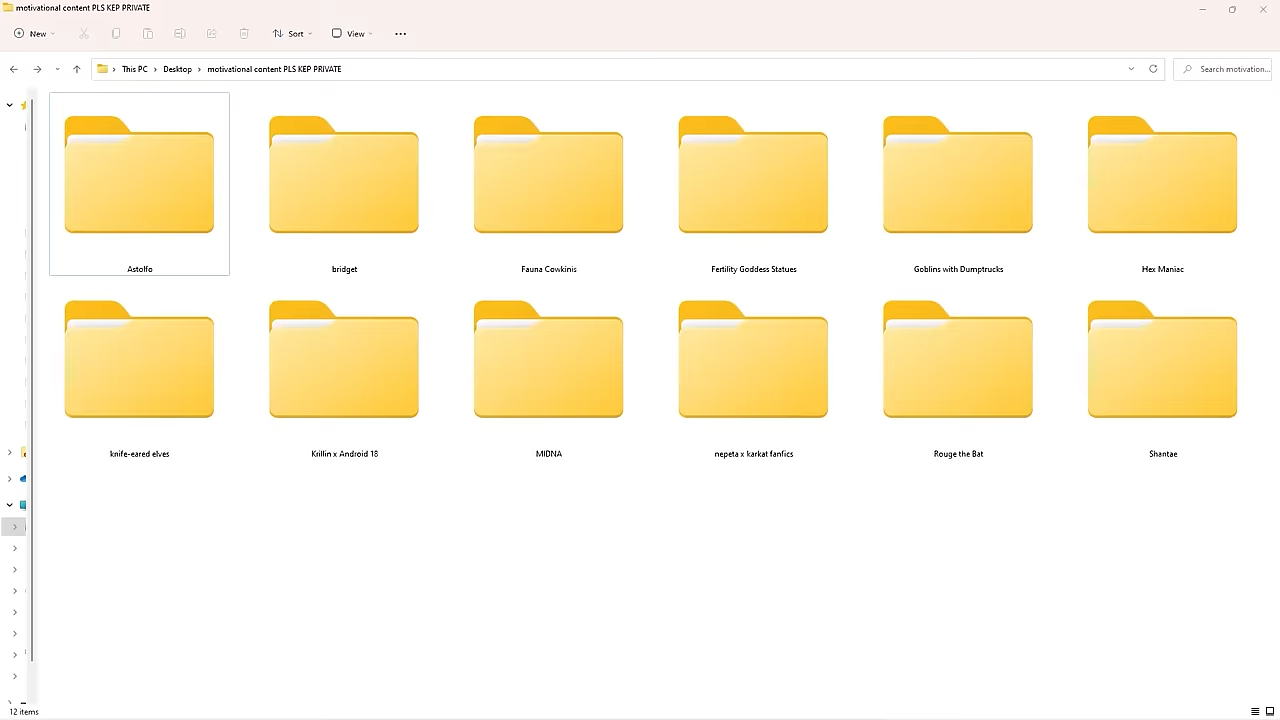 motivational content PLS KEP PRIVATE
New
Sort
View
This PC > Desktop > motivational content PLS KEP PRIVATE
Search motivation...
Astolfo
bridget
Fauna Cowkinis
Fertility Goddess Statues
Goblins with Dumptrucks
Hex Maniac
knife-eared elves
Krillin x Android 18
MIDNA
nepeta x karkat fanfics
Rouge the Bat
Shantae
12 items